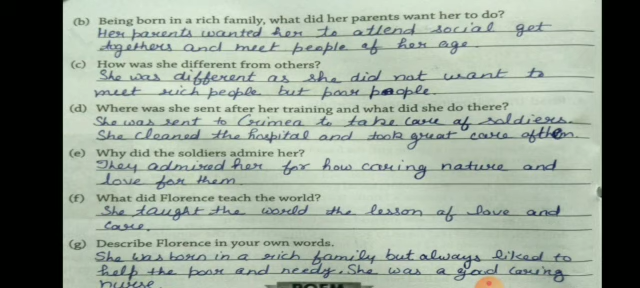 (b) Being born in a rich family, what did her parents want her to do?
Her parents wanted her to attend social get
togethers and meet people of her age.
(c) How was she different from others?
She was different as she did not want to
meet rich people but poor people.
(d) Where was she sent after her training and what did she do there?
She was sent to Crimea to take care of soldiers.
She cleaned the hospital and took great care of them.
(e) Why did the soldiers admire her?
They admired her for how caring nature and
love for them.
(f) What did Florence teach the world?
She taught the world the lesson of love and
care.
(g) Describe Florence in your own words.
She was born in a rich family but always liked to
help the poor and needy. She was a good caring
nurse.
POEM